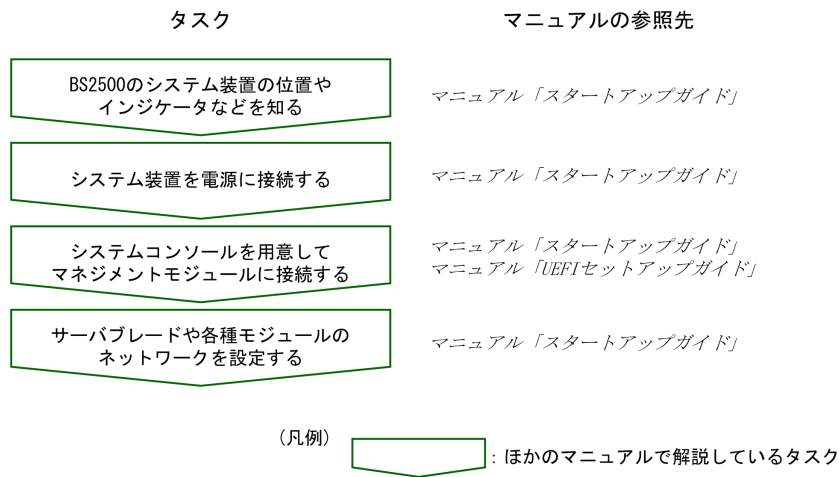 タスク
マニュアルの参照先
BS2500のシステム装置の位置や
インジケータなどを知る
マニュアル「スタートアップガイド」
システム装置を電源に接続する
マニュアル「スタートアップガイド」
システムコンソールを用意して
マネジメントモジュールに接続する
マニュアル「スタートアップガイド」
マニュアル「UEFIセットアップガイド」
サーバブレードや各種モジュールの
ネットワークを設定する
マニュアル「スタートアップガイド」
(凡例)
: ほかのマニュアルで解説しているタスク